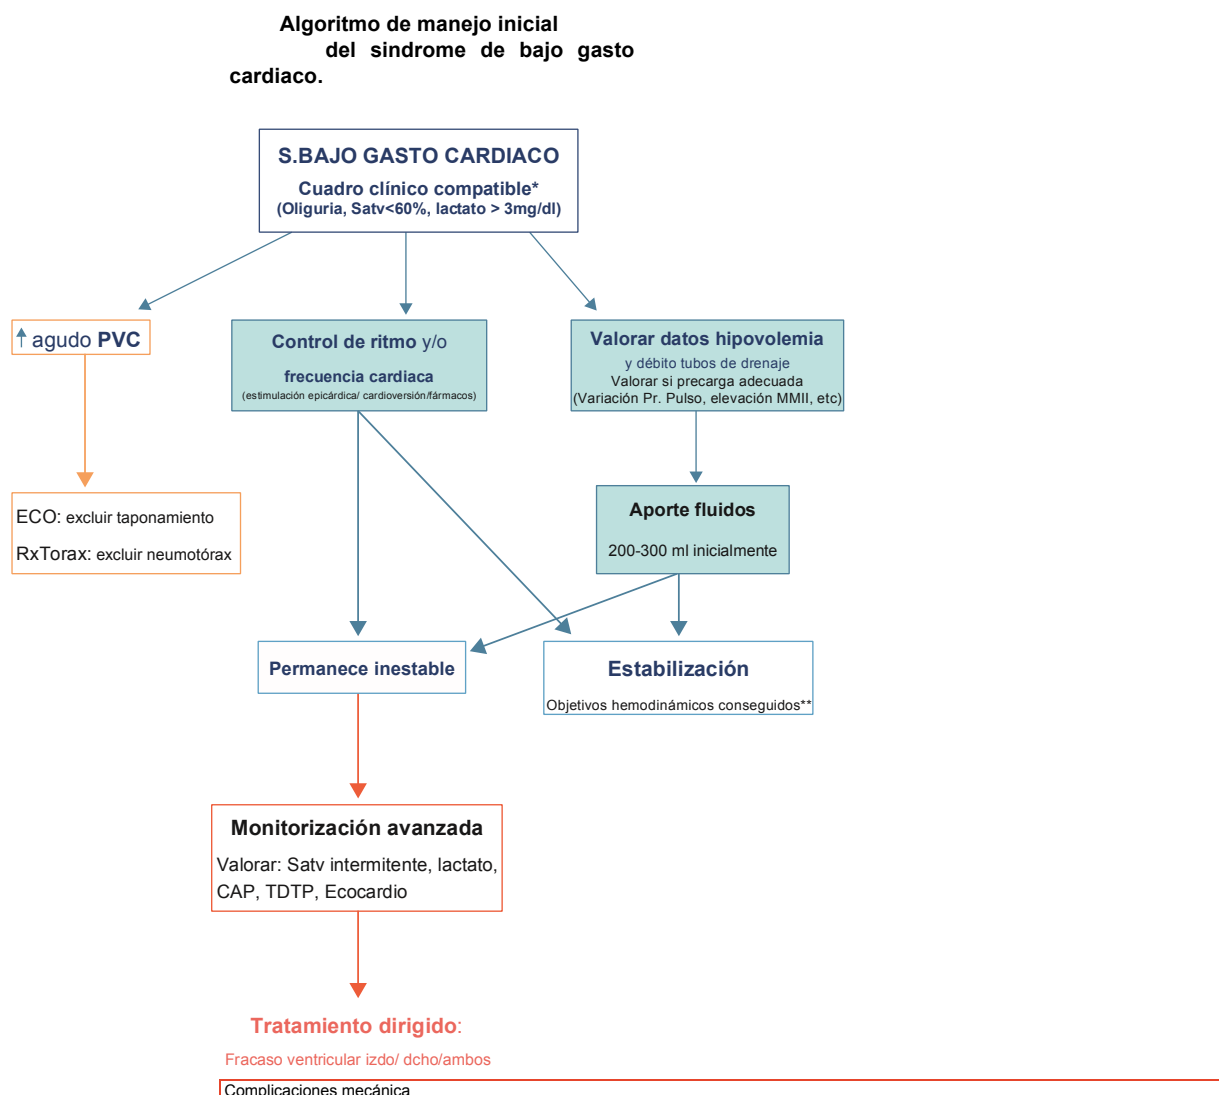 Algoritmo de manejo inicial
del sindrome de bajo gasto
cardiaco.
S.BAJO GASTO CARDIACO
Cuadro clínico compatible*
(Oliguria, Satv<60%, lactato > 3mg/dl)
↑ agudo PVC
Control de ritmo y/o
frecuencia cardiaca
(estimulación epicárdica/ cardioversión/fármacos)
Valorar datos hipovolemia
y débito tubos de drenaje
Valorar si precarga adecuada
(Variación Pr. Pulso, elevación MMII, etc)
ECO: excluir taponamiento
RxTorax: excluir neumotórax
Aporte fluidos
200-300 ml inicialmente
Permanece inestable
Estabilización
Objetivos hemodinámicos conseguidos**
Monitorización avanzada
Valorar: Satv intermitente, lactato,
CAP, TDTP, Ecocardio
Tratamiento dirigido:
Fracaso ventricular izdo/ dcho/ambos
Complicaciones mecánica